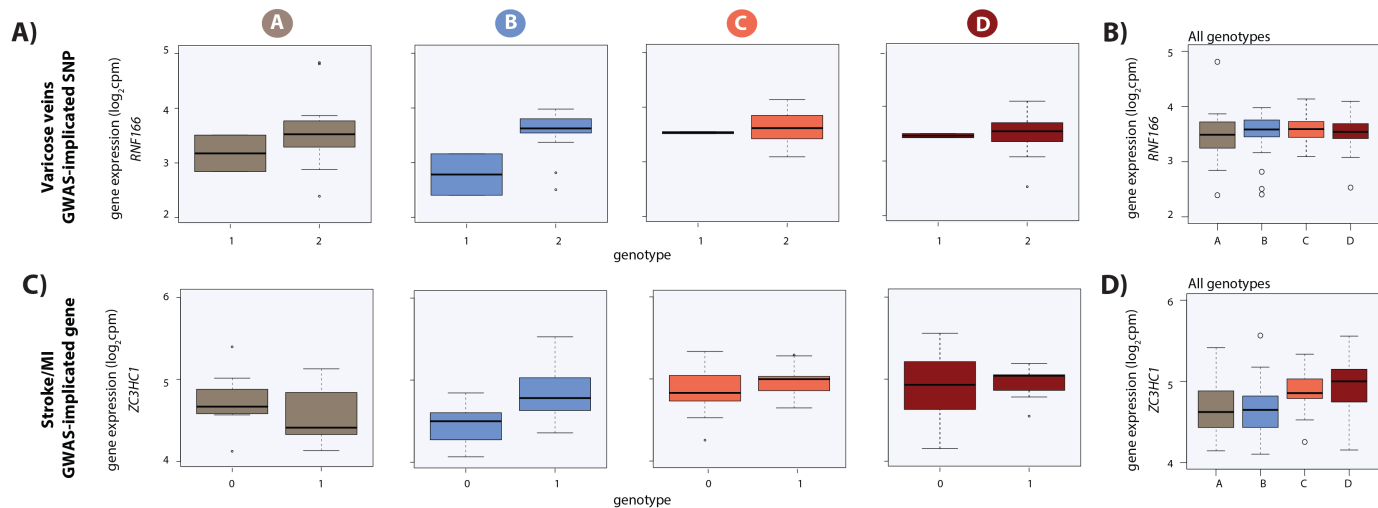 A)
A
B
C
D
B)
All genotypes
Varicose veins
GWAS-implicated SNP
gene expression (log2cpm)
RNF166
5
4
3
2
1 2
1 2
1 2
1 2
genotype
gene expression (log2cpm)
RNF166
5
4
3
2
A B C D
C)
Stroke/MI
GWAS-implicated gene
gene expression (log2cpm)
ZC3HC1
6
5
4
0 1
0 1
0 1
0 1
genotype
D)
All genotypes
gene expression (log2cpm)
ZC3HC1
6
5
4
A B C D